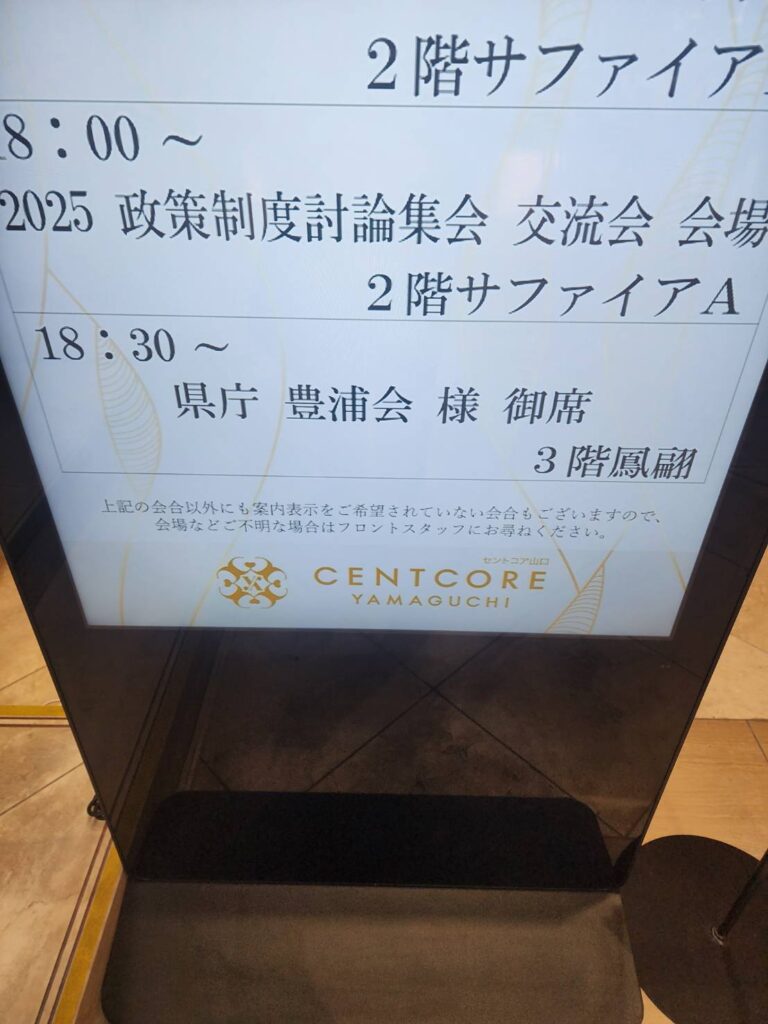 2階サファイア
18：00 ～
2025 政策制度討論集会 交流会 会場
2階サファイアA
18：30 ～
県庁 豊浦会 様 御席
3階鳳翩
上記の会合以外にも案内表示をご希望されていない会合もございますので、
会場などご不明な場合はフロントスタッフにお尋ねください。
セントコア山口
CENTCORE
YAMAGUCHI